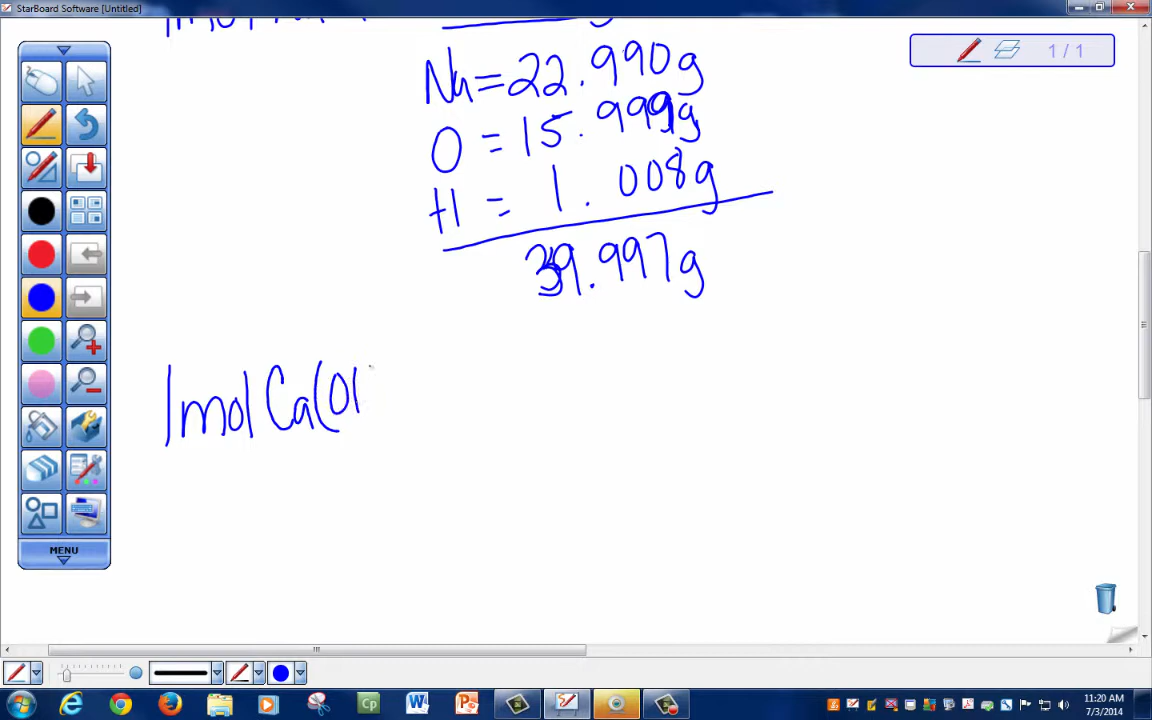 StarBoard Software [Untitled]
1 / 1
Na = 22.990g
O = 15.999g
H = 1.008g
39.997g
1mol Ca(OI
MENU
11:20 AM
7/3/2014